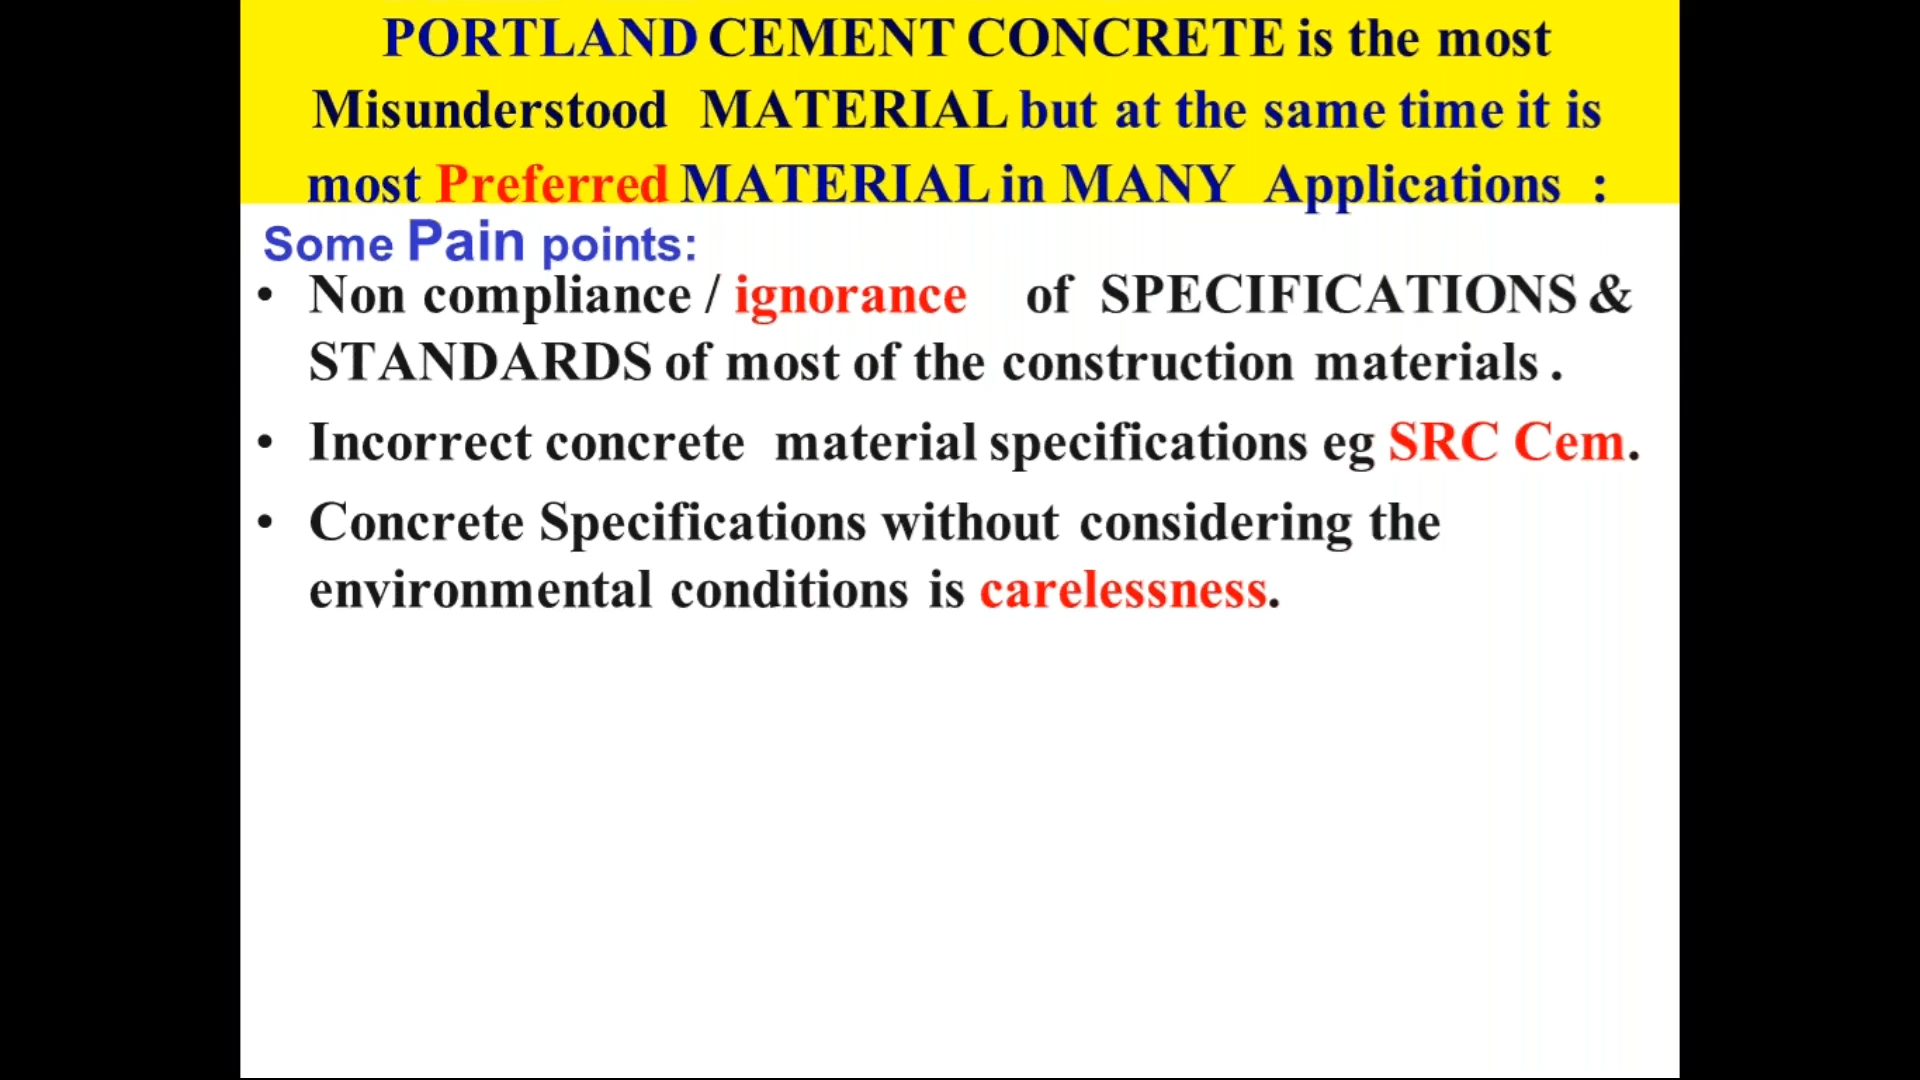 PORTLAND CEMENT CONCRETE is the most
Misunderstood MATERIAL but at the same time it is
most Preferred MATERIAL in MANY Applications :
Some Pain points:
• Non compliance / ignorance of SPECIFICATIONS &
STANDARDS of most of the construction materials .
• Incorrect concrete material specifications eg SRC Cem.
• Concrete Specifications without considering the
environmental conditions is carelessness.